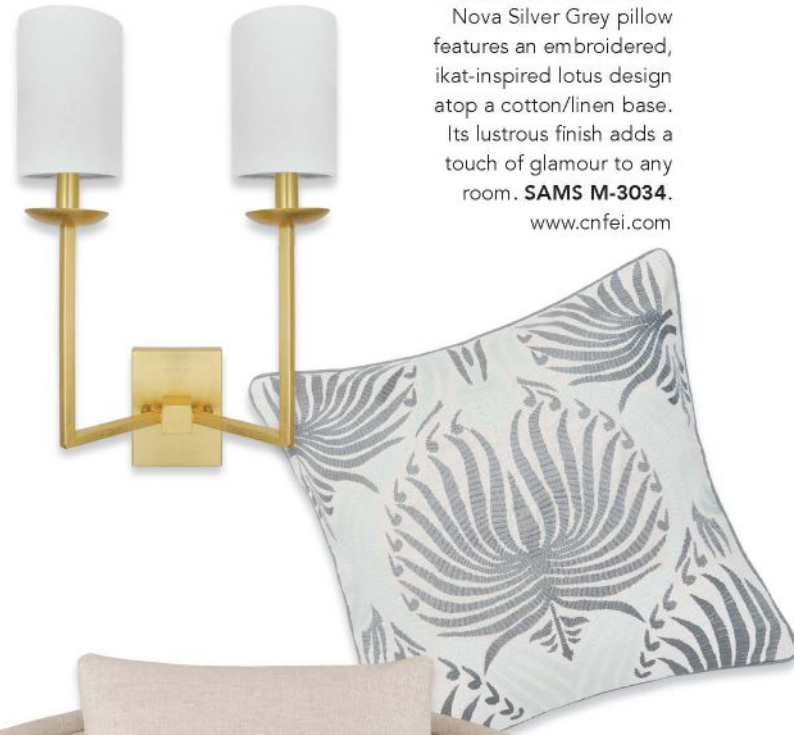 Nova Silver Grey pillow
features an embroidered,
ikat-inspired lotus design
atop a cotton/linen base.
Its lustrous finish adds a
touch of glamour to any
room. SAMS M-3034.
www.cnfei.com